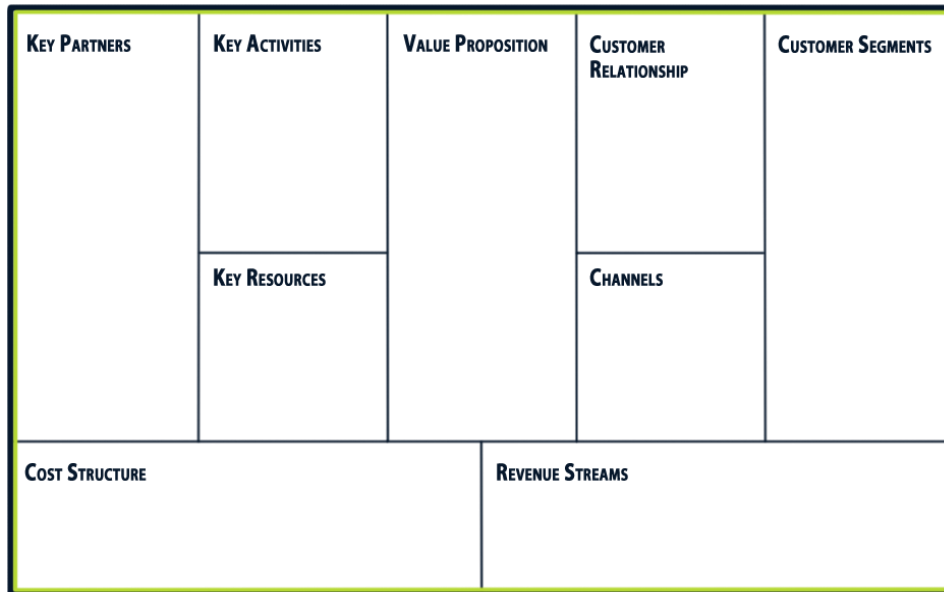 Key Partners
Key Activities
Value Proposition
Customer
Relationship
Customer Segments
Key Resources
Channels
Cost Structure
Revenue Streams